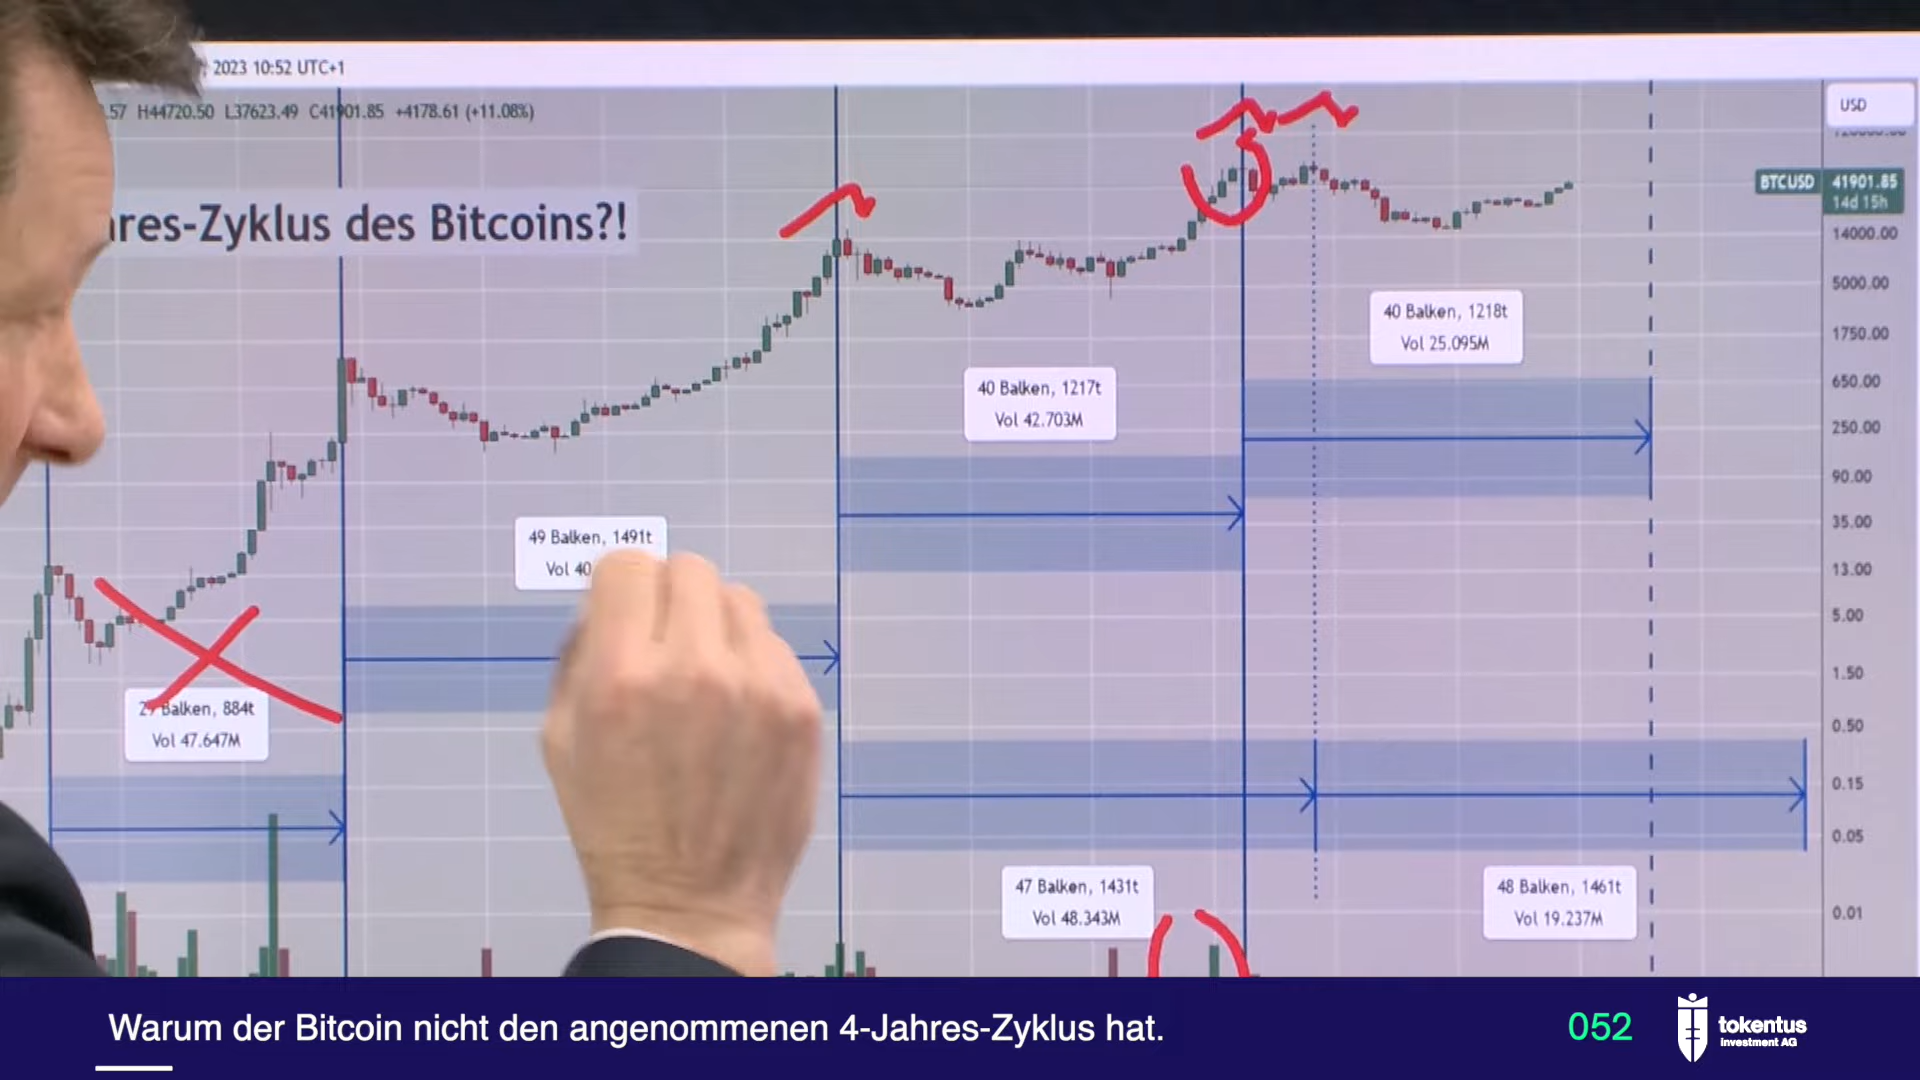 2023 10:52 UTC+1
.57 H44720.50 L37623.49 C41901.85 +4178.61 (+11.08%)
USD
BTCUSD 41901.85
14d 15h
ares-Zyklus des Bitcoins?!
14000.00
5000.00
1750.00
650.00
250.00
90.00
35.00
13.00
5.00
1.50
0.50
0.15
0.05
0.01
40 Balken, 1218t
Vol 25.095M
40 Balken, 1217t
Vol 42.703M
49 Balken, 1491t
Vol 40
Balken, 884t
Vol 47.647M
47 Balken, 1431t
Vol 48.343M
48 Balken, 1461t
Vol 19.237M
Warum der Bitcoin nicht den angenommenen 4-Jahres-Zyklus hat.
052
tokentus
investment AG